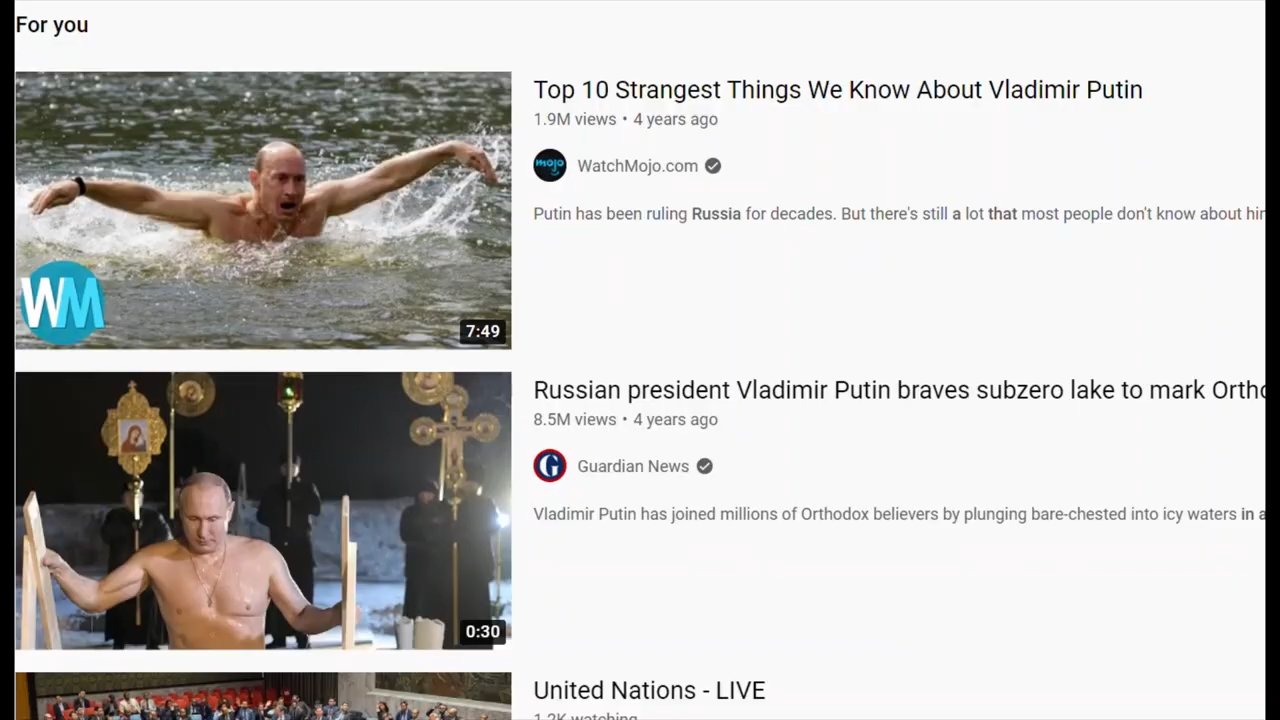 For you
Top 10 Strangest Things We Know About Vladimir Putin
1.9M views • 4 years ago
mojo WatchMojo.com
Putin has been ruling Russia for decades. But there's still a lot that most people don't know about
WM
7:49
Russian president Vladimir Putin braves subzero lake to mark
8.5M views • 4 years ago
G Guardian News
Vladimir Putin has joined millions of Orthodox believers by plunging bare-chested into icy waters in
0:30
United Nations - LIVE
1.2K watching